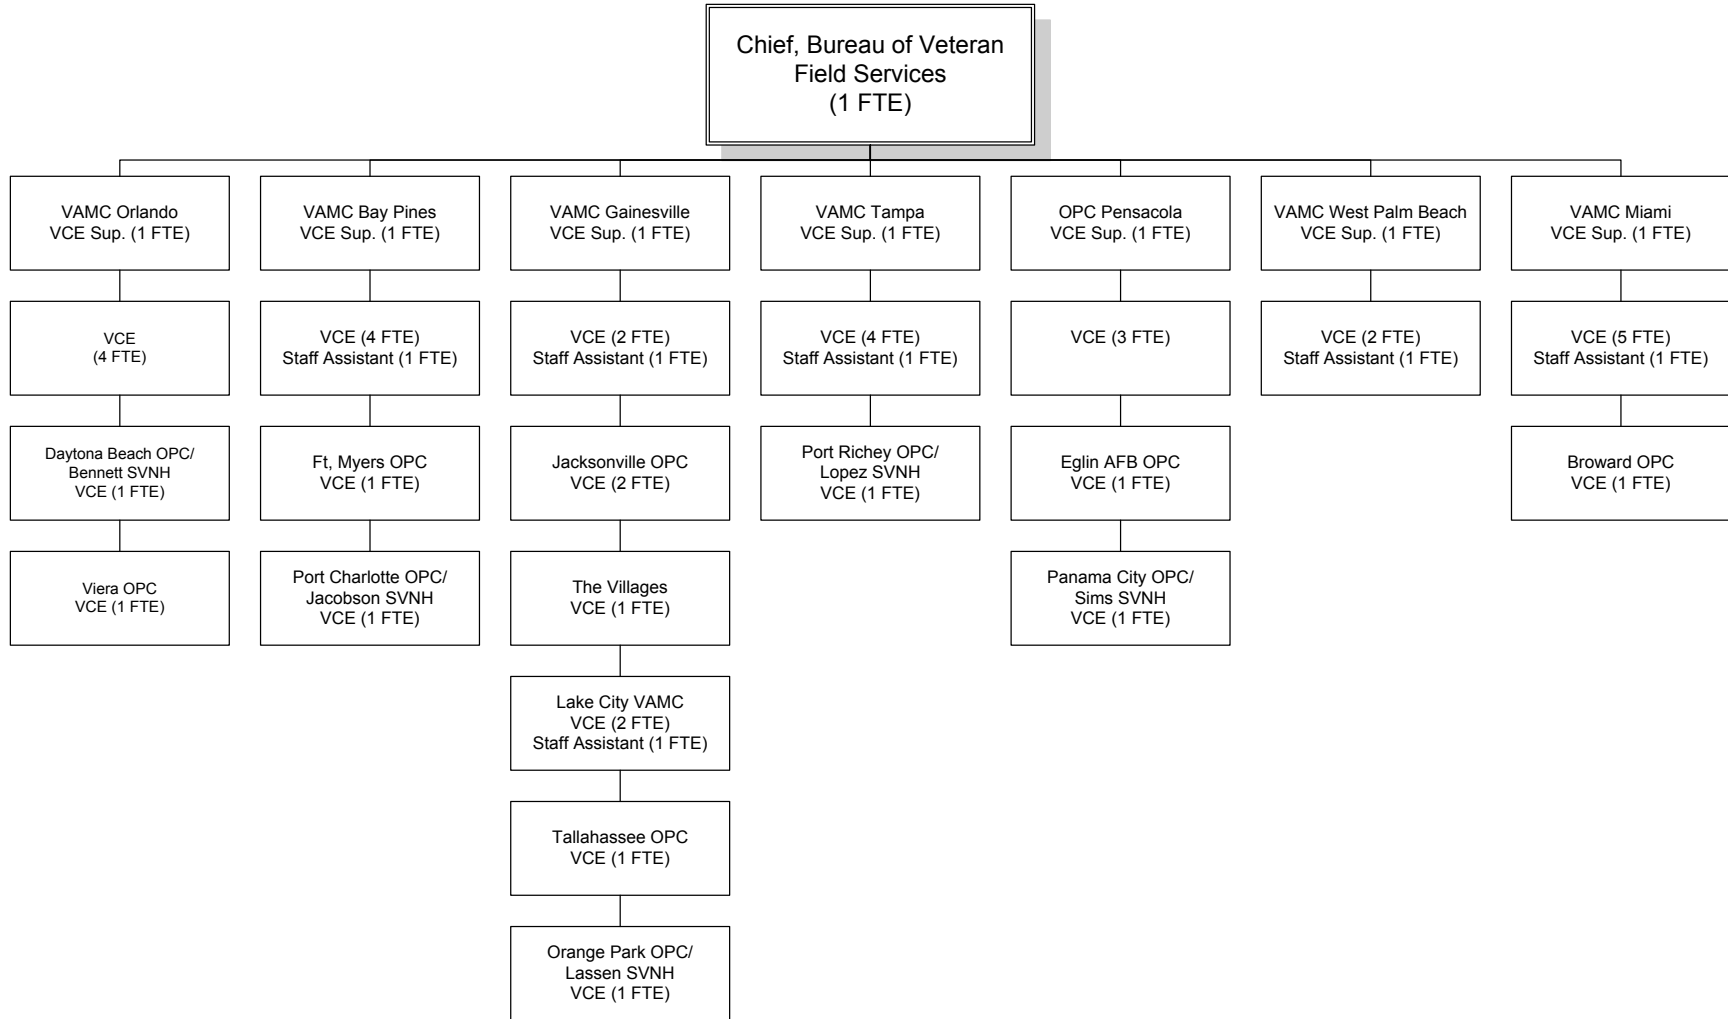 Chief, Bureau of Veteran
Field Services
(1 FTE)
VAMC Orlando
VCE Sup. (1 FTE)
VAMC Bay Pines
VCE Sup. (1 FTE)
VAMC Gainesville
VCE Sup. (1 FTE)
VAMC Tampa
VCE Sup. (1 FTE)
OPC Pensacola
VCE Sup. (1 FTE)
VAMC West Palm Beach
VCE Sup. (1 FTE)
VAMC Miami
VCE Sup. (1 FTE)
VCE
(4 FTE)
VCE (4 FTE)
Staff Assistant (1 FTE)
VCE (2 FTE)
Staff Assistant (1 FTE)
VCE (4 FTE)
Staff Assistant (1 FTE)
VCE (3 FTE)
VCE (2 FTE)
Staff Assistant (1 FTE)
VCE (5 FTE)
Staff Assistant (1 FTE)
Daytona Beach OPC/
Bennett SVNH
VCE (1 FTE)
Ft, Myers OPC
VCE (1 FTE)
Jacksonville OPC
VCE (2 FTE)
Port Richey OPC/
Lopez SVNH
VCE (1 FTE)
Eglin AFB OPC
VCE (1 FTE)
Broward OPC
VCE (1 FTE)
Viera OPC
VCE (1 FTE)
Port Charlotte OPC/
Jacobson SVNH
VCE (1 FTE)
The Villages
VCE (1 FTE)
Panama City OPC/
Sims SVNH
VCE (1 FTE)
Lake City VAMC
VCE (2 FTE)
Staff Assistant (1 FTE)
Tallahassee OPC
VCE (1 FTE)
Orange Park OPC/
Lassen SVNH
VCE (1 FTE)